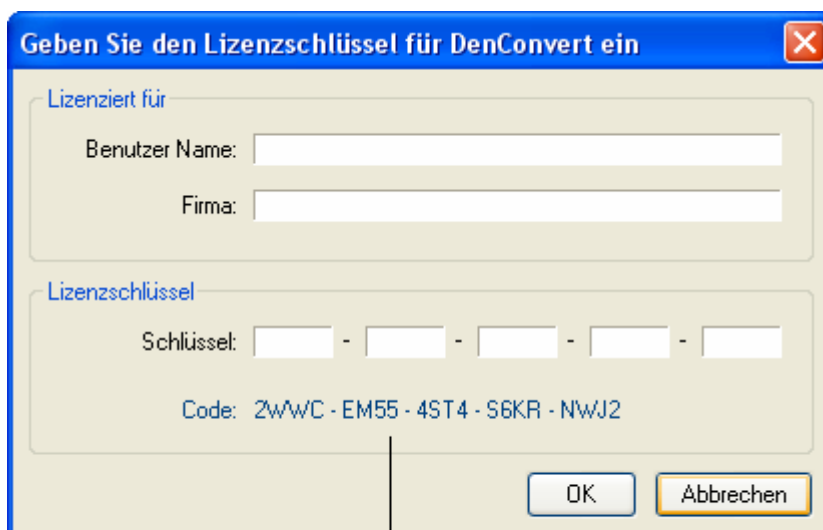 Geben Sie den Lizenzschlüssel für DenConvert ein
Lizenziert für
Benutzer Name:
Firma:
Lizenzschlüssel
Schlüssel: - - - -
Code: 2WWC - EM55 - 4ST4 - S6KR - NWJ2
OK Abbrechen